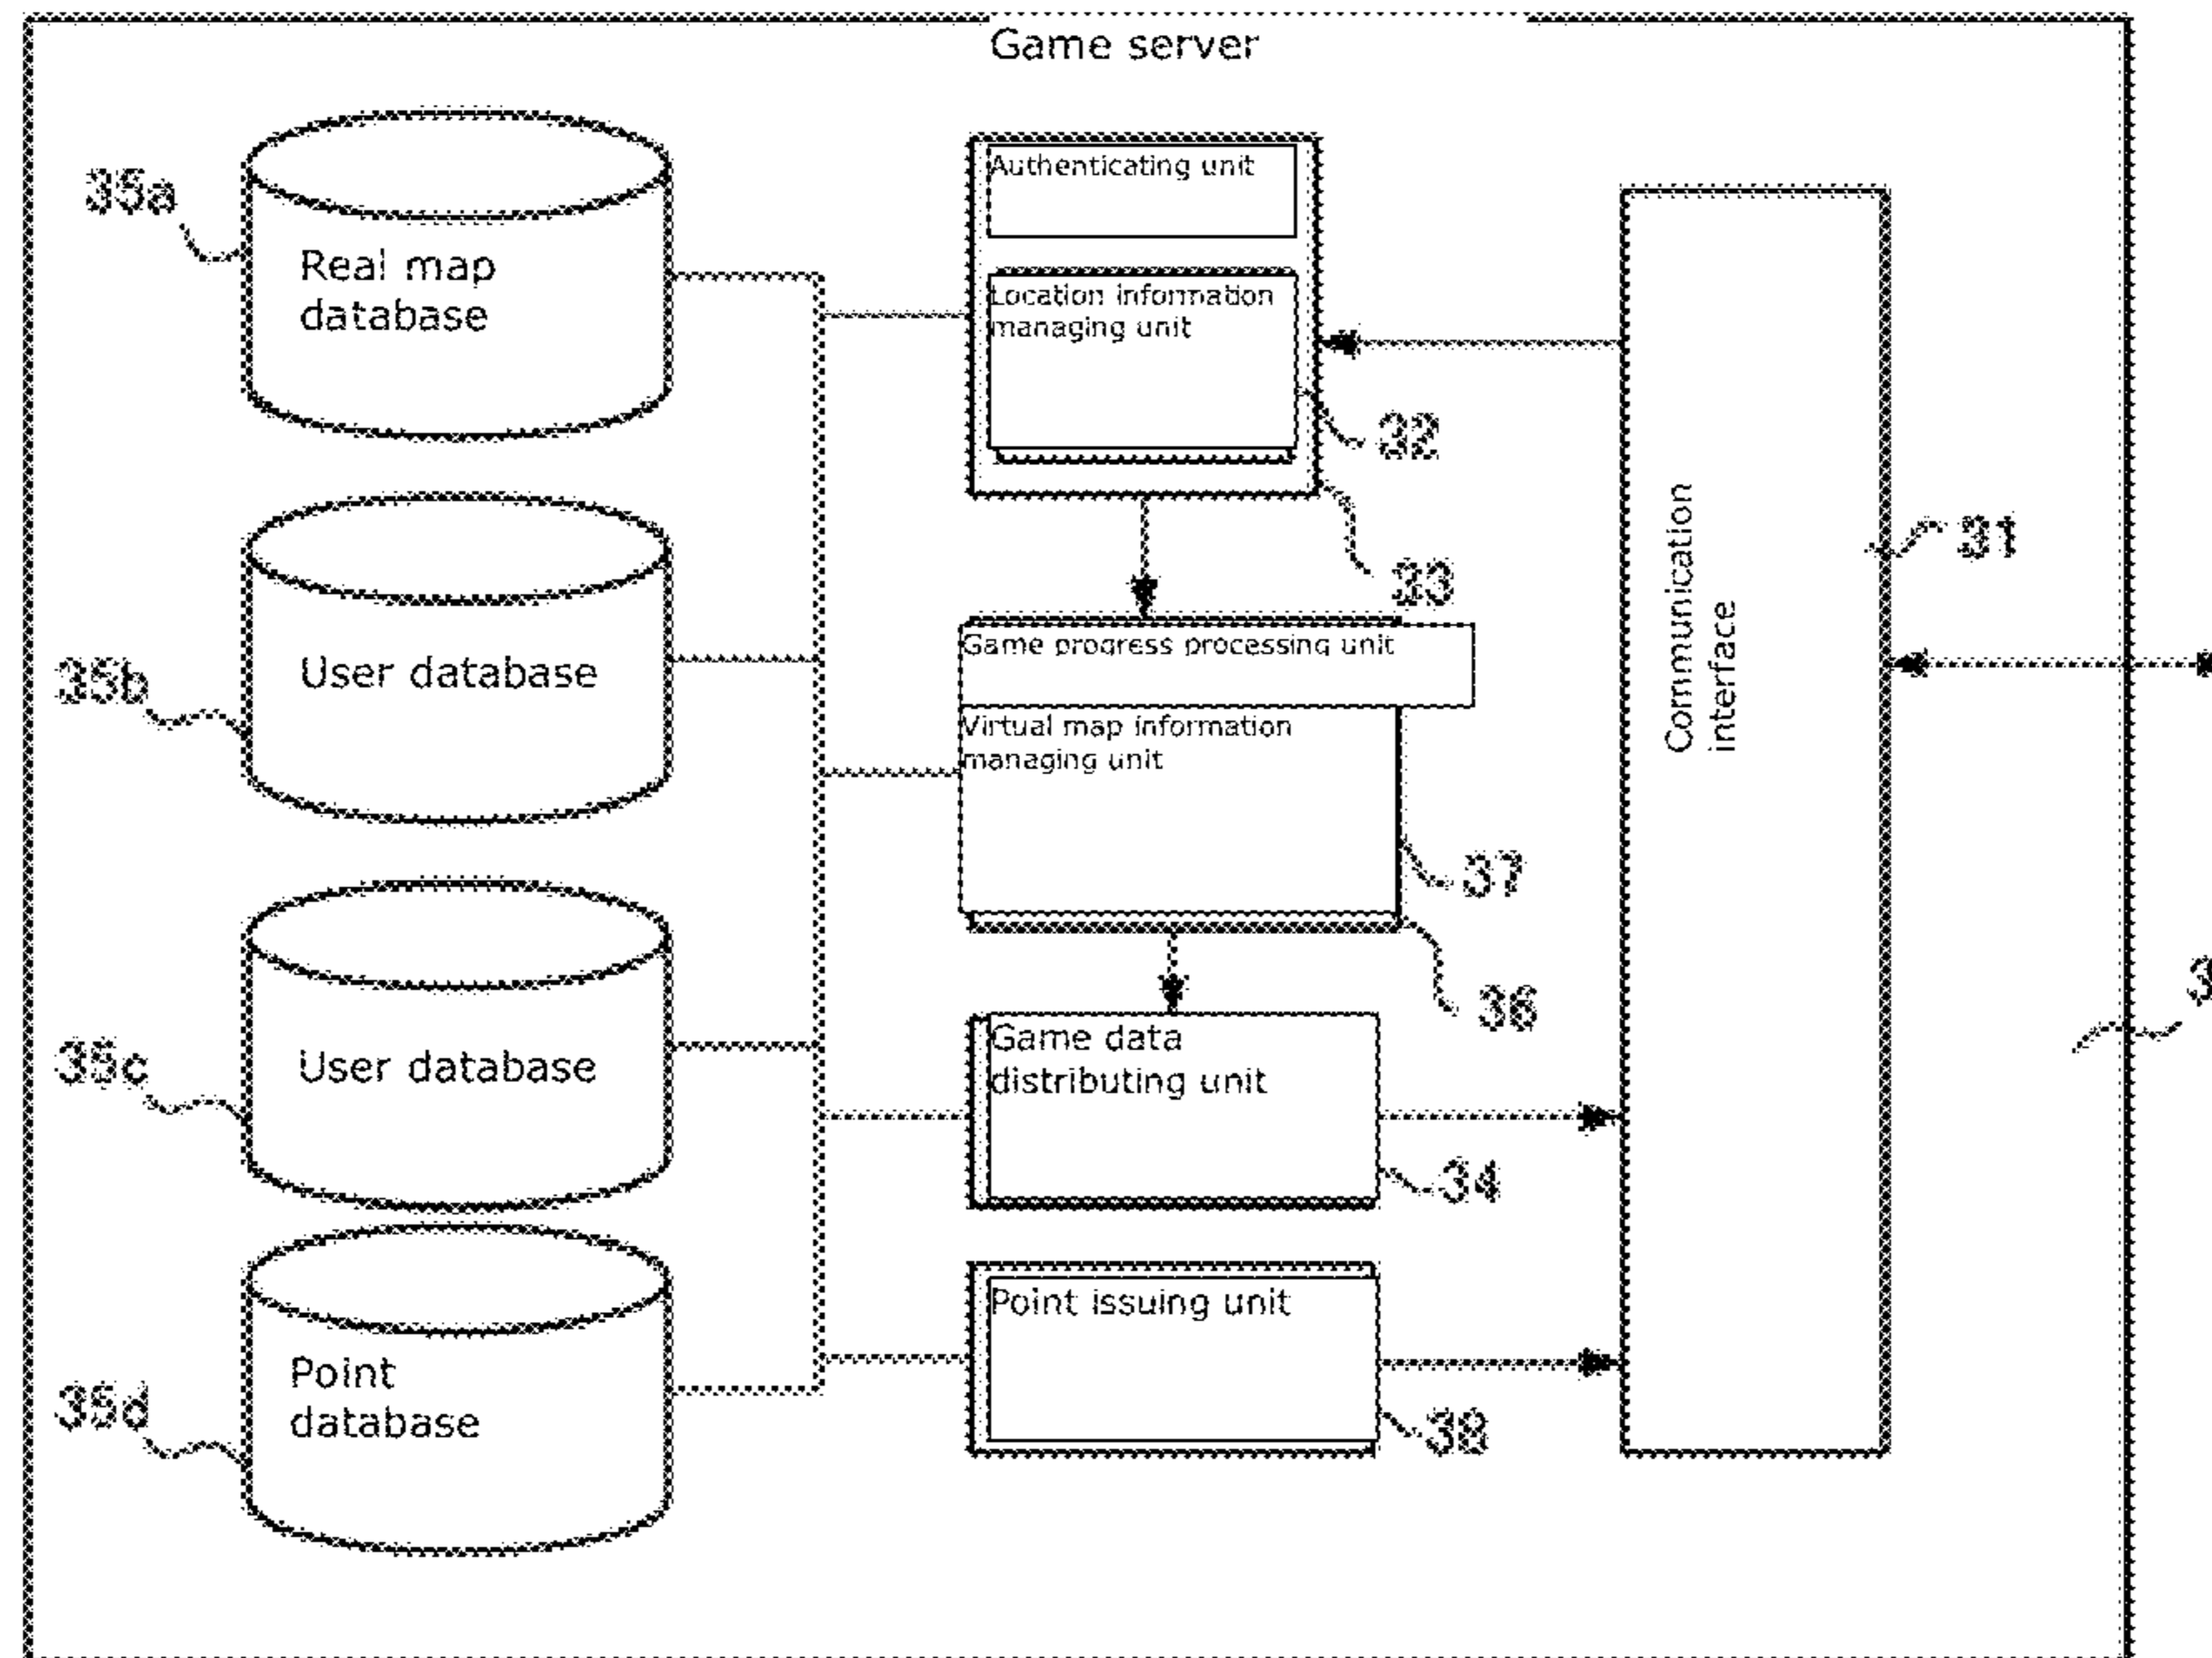 Game server
Authenticating unit
35a
Real map
database
Location information
managing unit
32
33
31
Communication
interface
Game progress processing unit
35b
User database
Virtual map information
managing unit
37
36
3
35c
User database
Game data
distributing unit
34
Point issuing unit
35d
Point
database
38